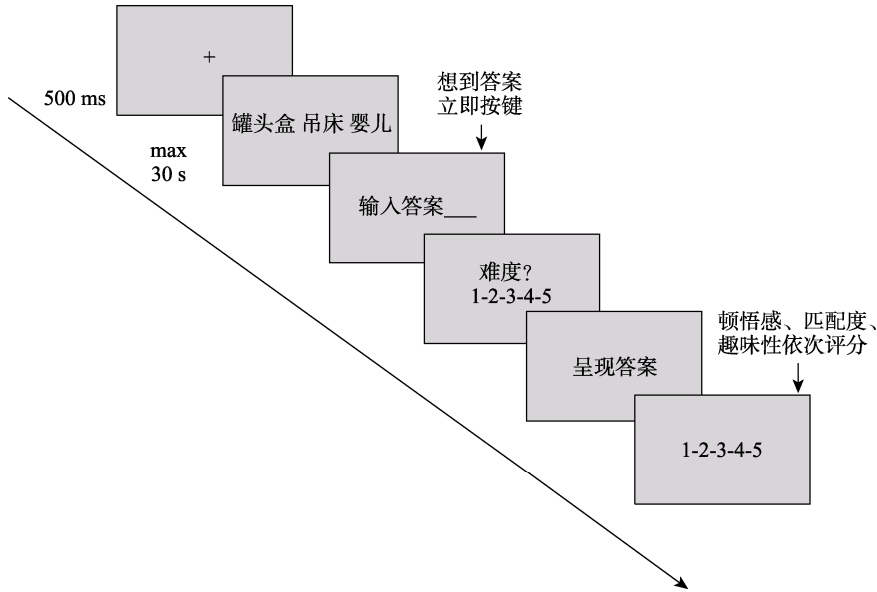 +
500 ms
罐头盒 吊床 婴儿
max
30 s
想到答案
立即按键
输入答案___
难度?
1-2-3-4-5
呈现答案
顿悟感、匹配度、
趣味性依次评分
1-2-3-4-5